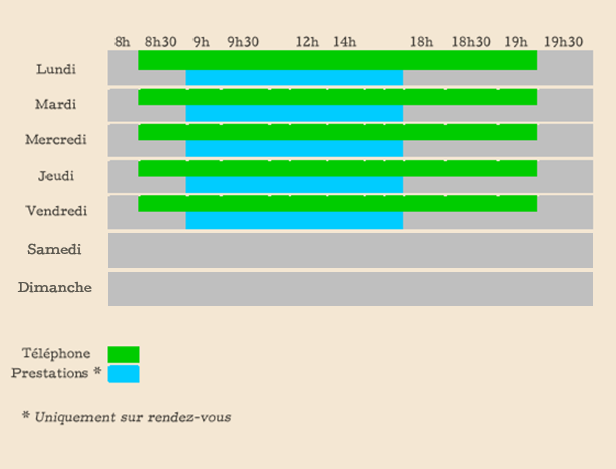 8h 8h30 9h 9h30 12h 14h 18h 18h30 19h 19h30
Lundi
Mardi
Mercredi
Jeudi
Vendredi
Samedi
Dimanche
Téléphone
Prestations *
* Uniquement sur rendez-vous